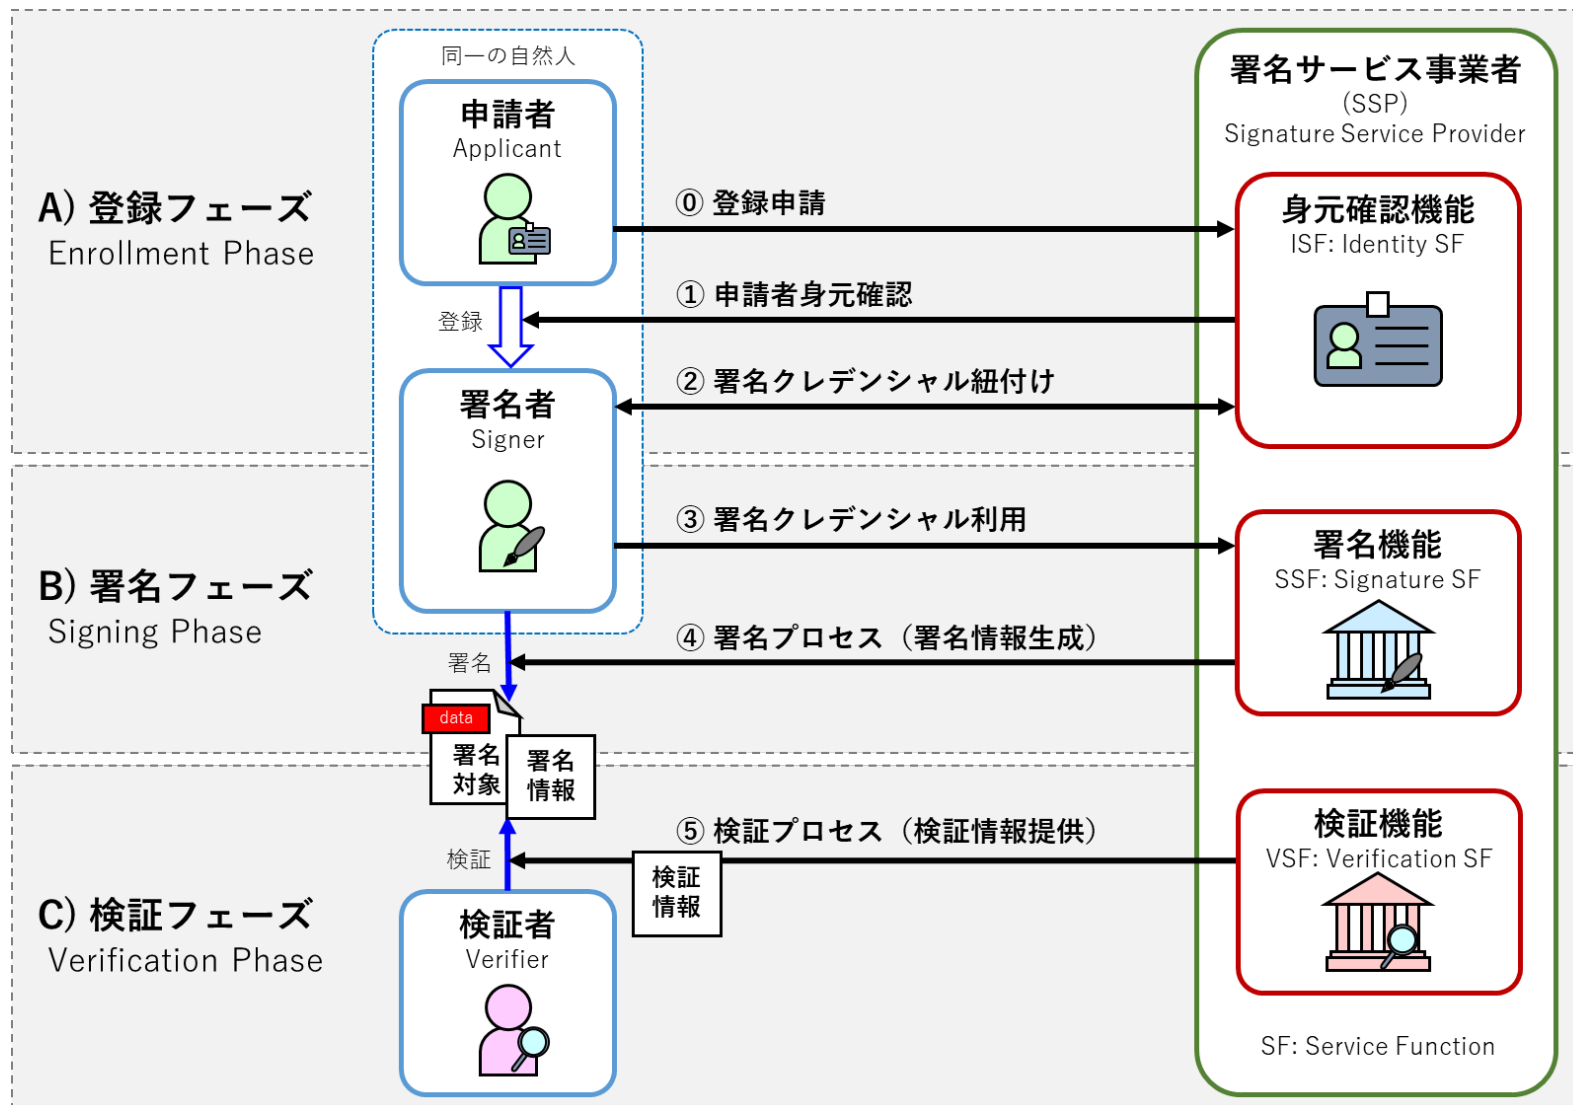 同一の自然人
申請者
Applicant
署名サービス事業者
(SSP)
Signature Service Provider
A) 登録フェーズ
Enrollment Phase
⓪ 登録申請
身元確認機能
ISF: Identity SF
① 申請者身元確認
登録
② 署名クレデンシャル紐付け
署名者
Signer
B) 署名フェーズ
Signing Phase
③ 署名クレデンシャル利用
署名機能
SSF: Signature SF
④ 署名プロセス（署名情報生成）
署名
data
署名
対象
署名
情報
⑤ 検証プロセス（検証情報提供）
検証
検証
情報
検証機能
VSF: Verification SF
C) 検証フェーズ
Verification Phase
検証者
Verifier
SF: Service Function